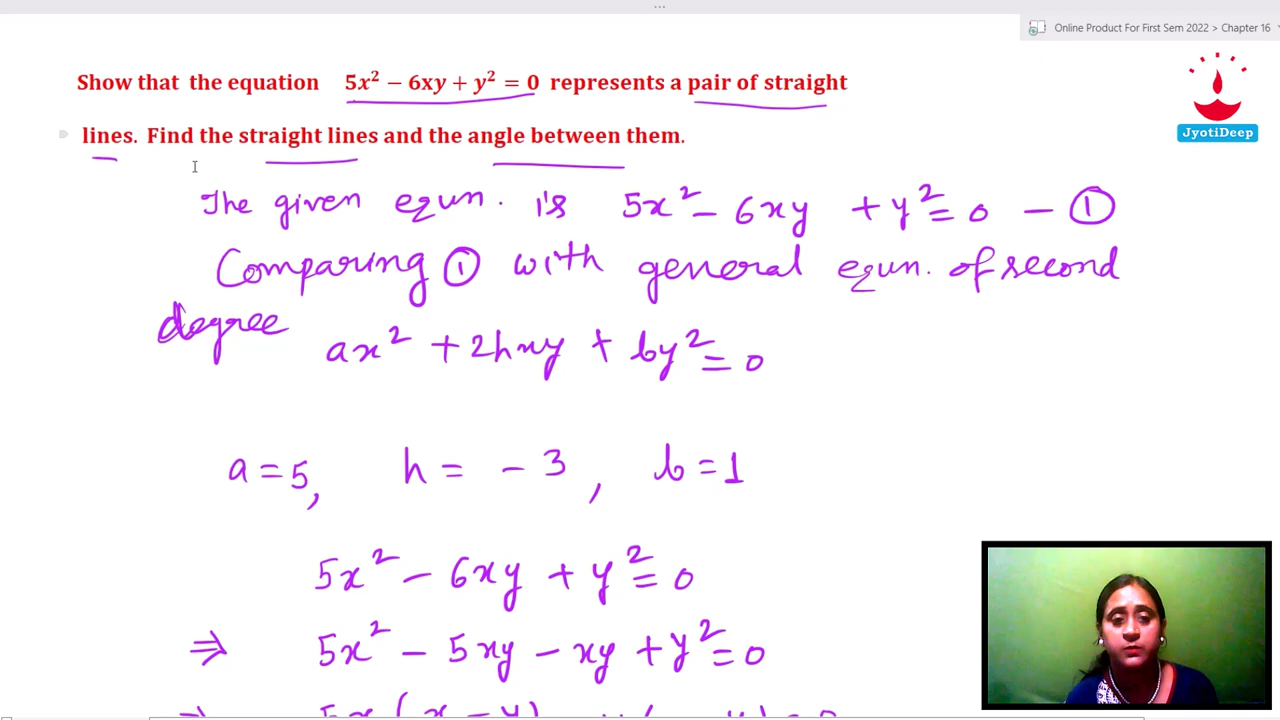 Online Product For First Sem 2022 > Chapter 16
Show that the equation 5x² − 6xy + y² = 0 represents a pair of straight
JyotiDeep
lines. Find the straight lines and the angle between them.
The given equn. is 5x² − 6xy + y² = 0 − ①
Comparing ① with general equn. of second
degree
ax² + 2hxy + by² = 0
a = 5, h = − 3, b = 1
5x² − 6xy + y² = 0
⇒ 5x² − 5xy − xy + y² = 0